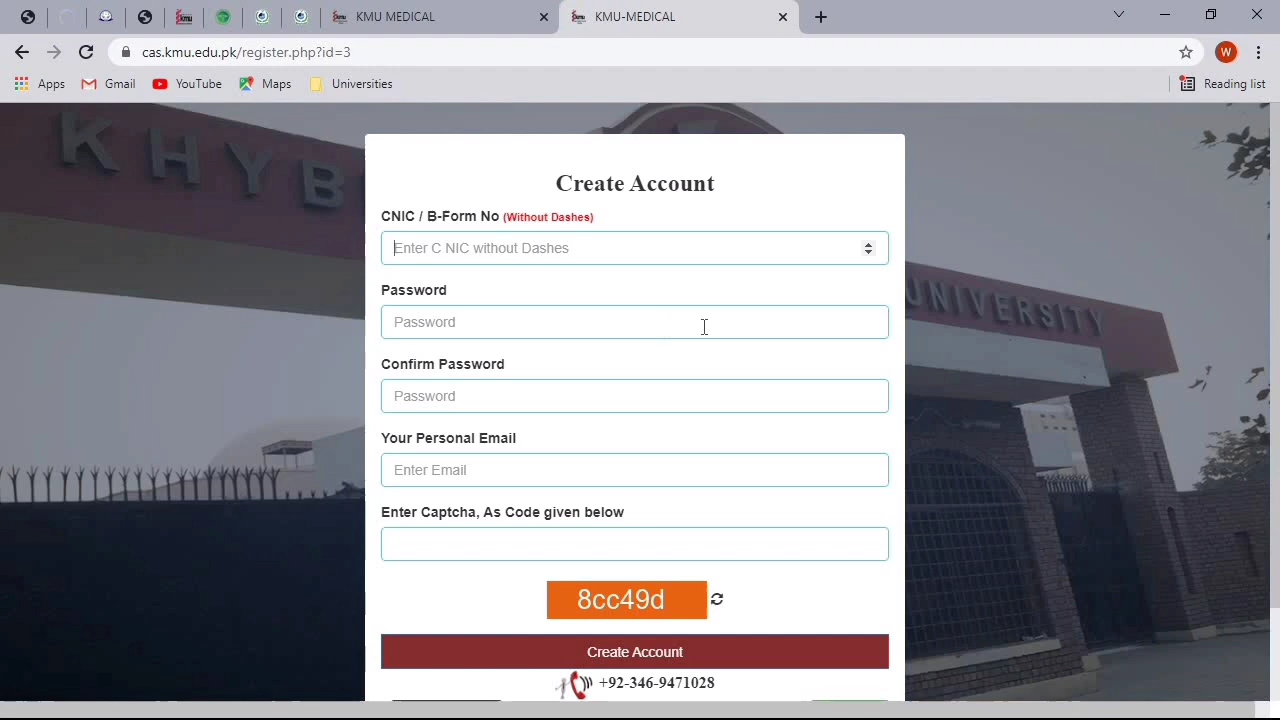 KMU MEDICAL
KMU-MEDICAL
cas.kmu.edu.pk/register.php?id=3
W
Apps
Gmail
YouTube
Maps
Universities
Reading list
KHYB
UNIVERSITY
Create Account
CNIC / B-Form No (Without Dashes)
Enter C NIC without Dashes
Password
Password
Confirm Password
Password
Your Personal Email
Enter Email
Enter Captcha, As Code given below
8cc49d
Create Account
+92-346-9471028